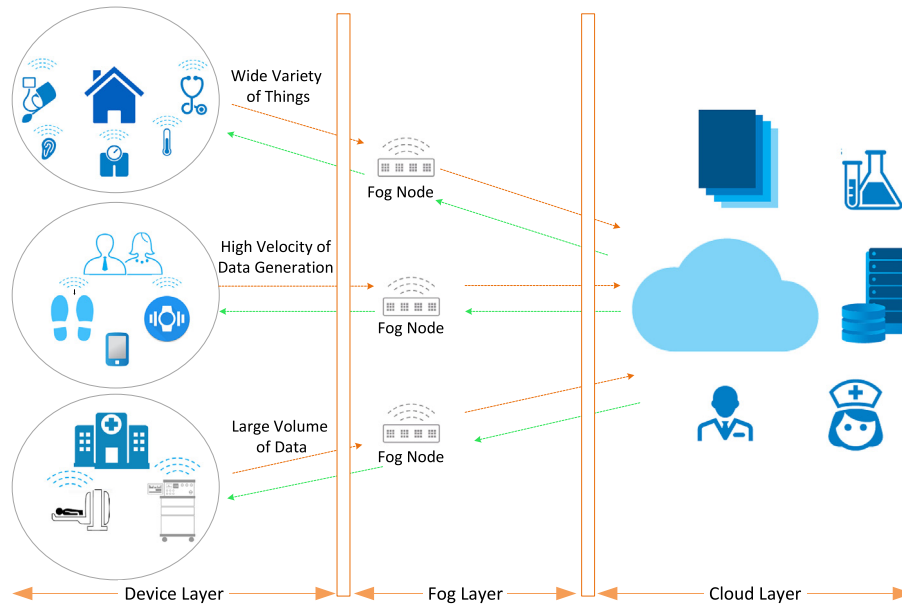 Wide Variety
of Things
Fog Node
High Velocity of
Data Generation
Fog Node
Large Volume
of Data
Fog Node
Device Layer
Fog Layer
Cloud Layer